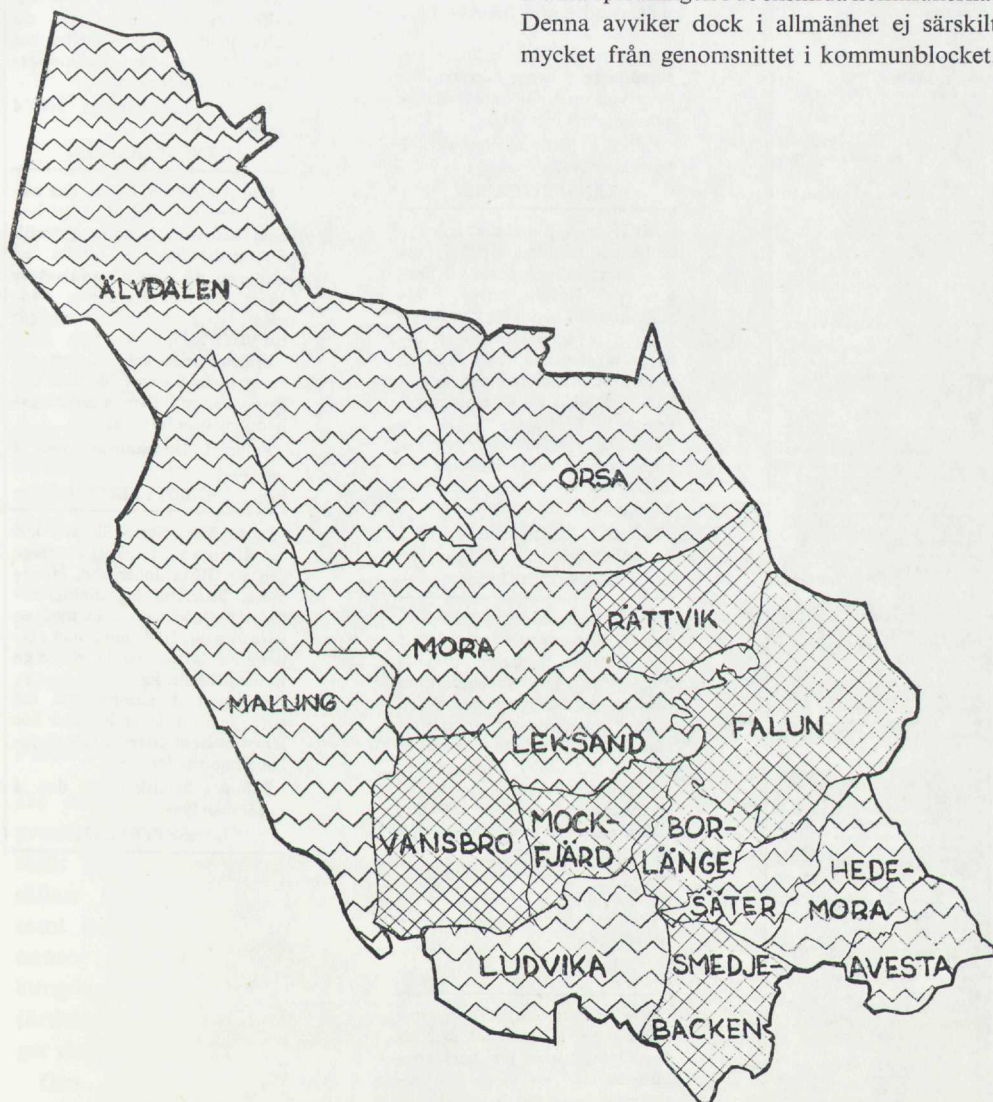 Denna avviker dock i allmänhet ej särskilt
mycket från genomsnittet i kommunblocket.
ÄLVDALEN
ORSA
RÄTTVIK
MORA
MALUNG
FALUN
LEKSAND
VANSBRO
MOCK-
FJÄRD
BOR-
LÄNGE
HEDE-
MORA
SÄTER
LUDVIKA
SMEDJE-
BACKEN
AVESTA